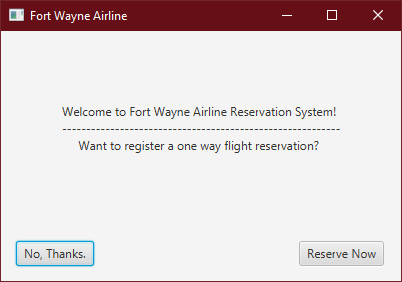 Fort Wayne Airline
Welcome to Fort Wayne Airline Reservation System!
------------------------------------------------------------
Want to register a one way flight reservation?
No, Thanks.
Reserve Now